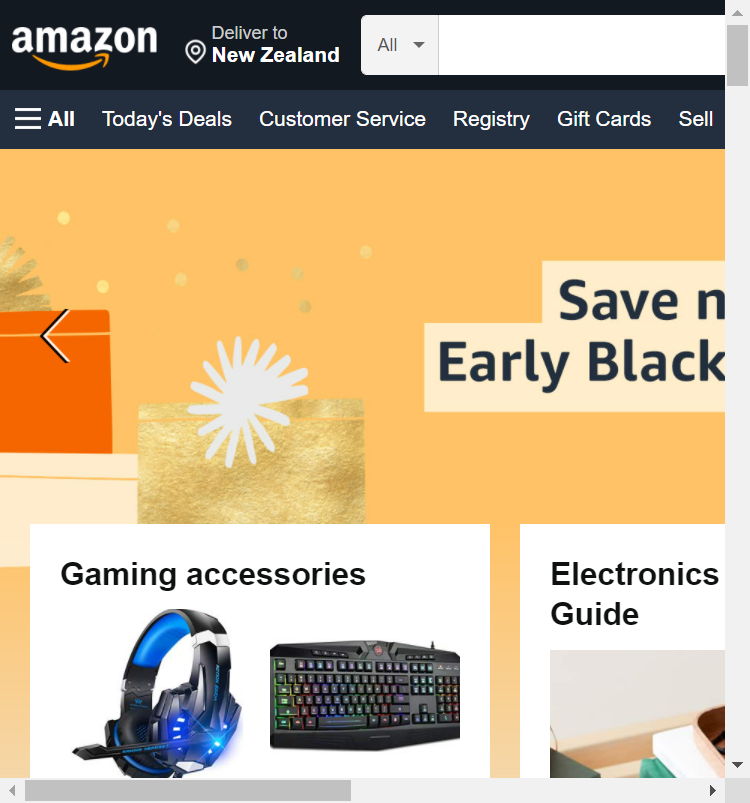 amazon
Deliver to
New Zealand
All
All
Today's Deals
Customer Service
Registry
Gift Cards
Sell
Save n
Early Black
Gaming accessories
Electronics
Guide